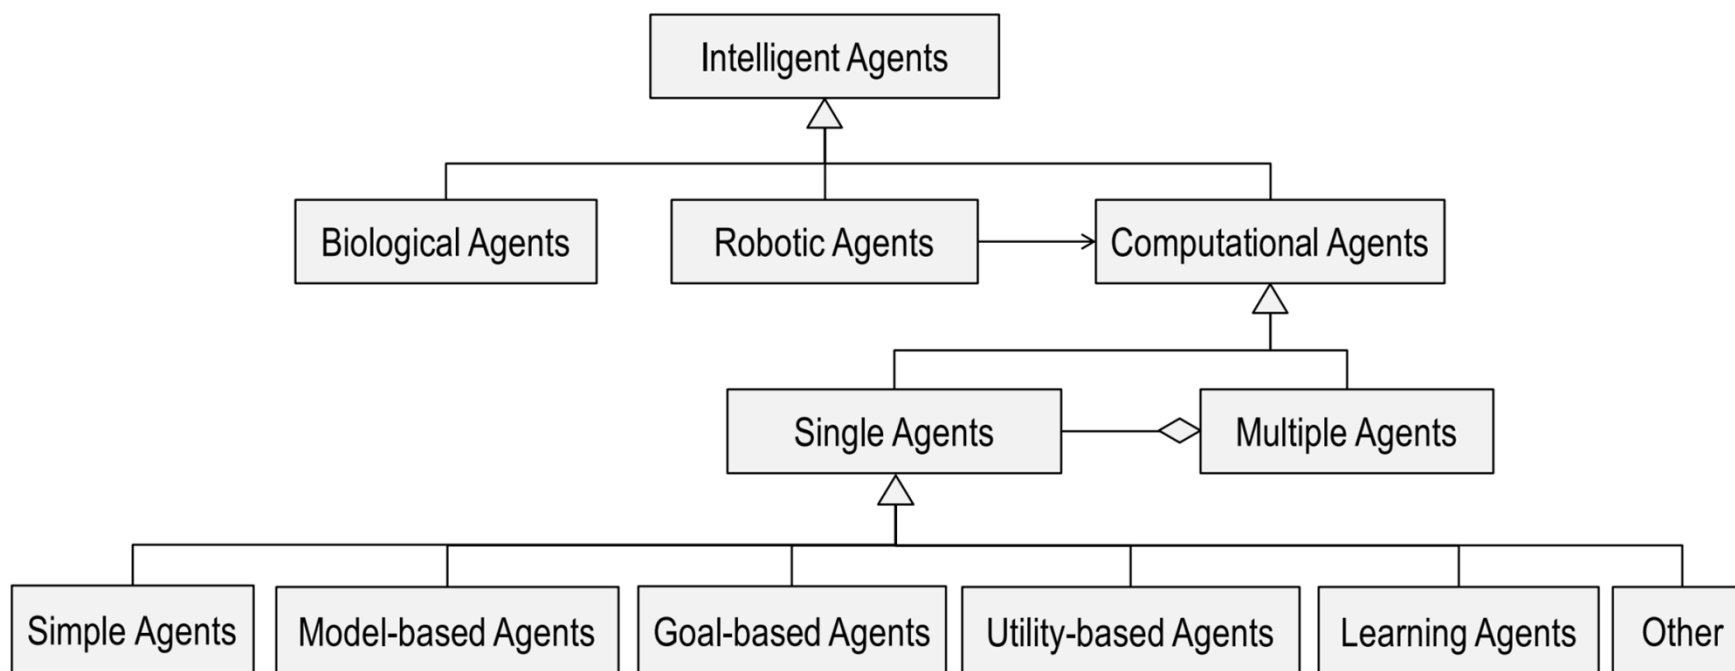 Intelligent Agents
Biological Agents
Robotic Agents
Computational Agents
Single Agents
Multiple Agents
Simple Agents
Model-based Agents
Goal-based Agents
Utility-based Agents
Learning Agents
Other